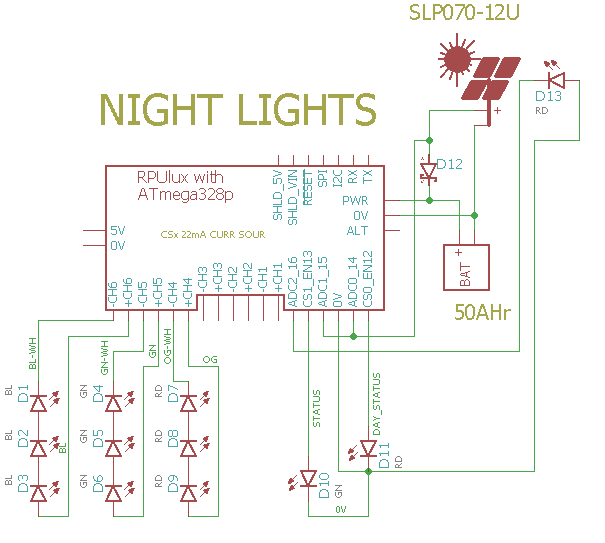 SLP070-12U
NIGHT LIGHTS
D13
RD
+
D12
RPUlux with
ATmega328p
CSx 22mA CURR SOUR
SHLD_5V
SHLD_VIN
RESET
SPI
I2C
RX
TX
PWR
0V
ALT
5V
0V
-CH6
+CH6
-CH5
+CH5
-CH4
+CH4
-CH3
+CH3
-CH2
+CH2
-CH1
+CH1
ADC2_16
CS1_EN13
ADC1_15
0V
ADC0_14
CS0_EN12
+
BAT
50AHr
BL-WH
BL
GN-WH
GN
OG-WH
OG
STATUS
DAY_STATUS
BL
D1
GN
D4
RD
D7
BL
D2
GN
D5
RD
D8
BL
D3
GN
D6
RD
D9
D10
GN
D11
RD
0V